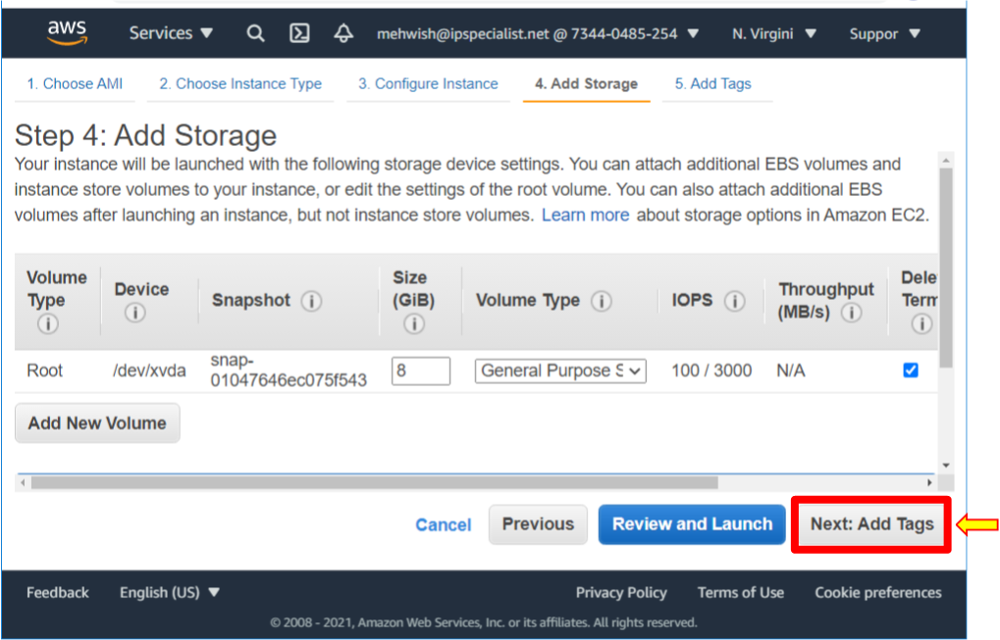 aws Services mehwish@ipspecialist.net @ 7344-0485-254 N. Virgini Suppor
1. Choose AMI 2. Choose Instance Type 3. Configure Instance 4. Add Storage 5. Add Tags
Step 4: Add Storage
Your instance will be launched with the following storage device settings. You can attach additional EBS volumes and
instance store volumes to your instance, or edit the settings of the root volume. You can also attach additional EBS
volumes after launching an instance, but not instance store volumes. Learn more about storage options in Amazon EC2.
Volume Type Device Snapshot Size (GiB) Volume Type IOPS Throughput (MB/s) Dele Term
Root /dev/xvda snap-01047646ec075f543 8 General Purpose S 100 / 3000 N/A
Add New Volume
Cancel Previous Review and Launch Next: Add Tags
Feedback English (US) Privacy Policy Terms of Use Cookie preferences
© 2008 - 2021, Amazon Web Services, Inc. or its affiliates. All rights reserved.